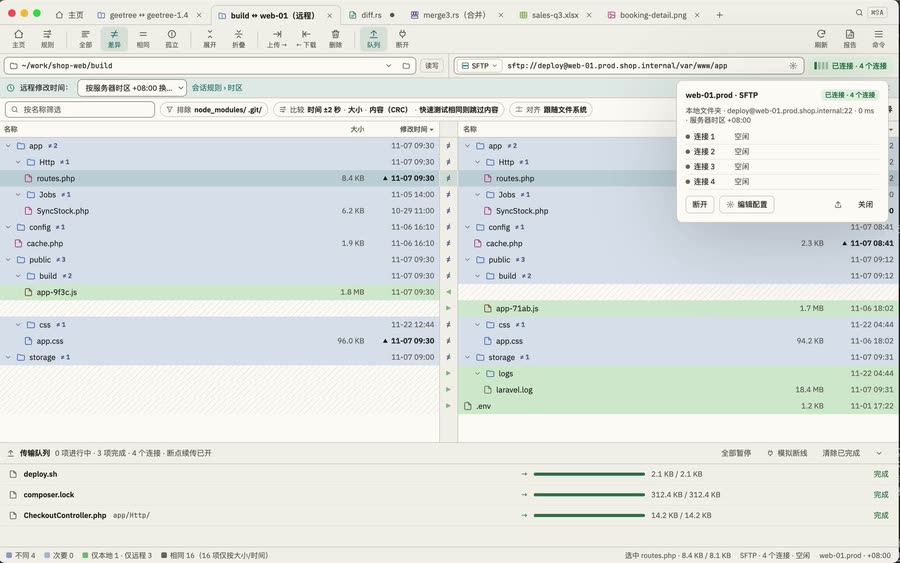 主页 geetree ↔ geetree-1.4 × build ↔ web-01（远程） × diff.rs merge3.rs（合并） × sales-q3.xlsx × booking-detail.png ×
主页 规则 全部 差异 相同 孤立 展开 折叠 上传 → ← 下载 删除 队列 断开 刷新 报告 命令
~/work/shop-web/build 读写 SFTP sftp://deploy@web-01.prod.shop.internal/var/www/app 已连接 · 4 个连接
远程修改时间： 按服务器时区 +08:00 换… 会话规则 › 时区
按名称筛选 排除 node_modules/ .git/ 比较 时间 ±2 秒 · 大小 · 内容（CRC） · 快速测试相同则跳过内容 对齐 跟随文件系统
名称 大小 修改时间 名称
app ≠2 11-07 09:30 ≠ app ≠2
Http ≠1 11-07 09:30 ≠ Http ≠1
routes.php 8.4 KB ▲ 11-07 09:30 ≠ routes.php
Jobs ≠1 11-05 14:00 ≠ Jobs ≠1
SyncStock.php 6.2 KB 10-29 11:00 ≠ SyncStock.php
config ≠1 11-06 16:10 ≠ config ≠1 11-07 08:41
cache.php 1.9 KB 11-06 16:10 ≠ cache.php 2.3 KB ▲ 11-07 08:41
public ≠3 11-07 09:30 ≠ public ≠3 11-07 09:12
build ≠2 11-07 09:30 ≠ build ≠2 11-07 09:12
app-9f3c.js 1.8 MB 11-07 09:30
app-71ab.js 1.7 MB 11-06 18:02
css ≠1 11-22 12:44 ≠ css ≠1 11-22 04:44
app.css 96.0 KB ▲ 11-07 09:30 ≠ app.css 94.2 KB 11-06 18:02
storage ≠1 11-07 09:00 ≠ storage ≠1 11-07 09:31
logs 11-22 04:44
laravel.log 18.4 MB 11-07 09:31
.env 1.2 KB 11-01 17:22
web-01.prod · SFTP 已连接 · 4 个连接
本地文件夹 · deploy@web-01.prod.shop.internal:22 · 0 ms
· 服务器时区 +08:00
连接 1 空闲
连接 2 空闲
连接 3 空闲
连接 4 空闲
断开 编辑配置 关闭
传输队列 0 项进行中 · 3 项完成 · 4 个连接 · 断点续传已开 全部暂停 模拟断线 清除已完成
deploy.sh → 2.1 KB / 2.1 KB 完成
composer.lock → 312.4 KB / 312.4 KB 完成
CheckoutController.php app/Http/ → 14.2 KB / 14.2 KB 完成
不同 4 次要 0 仅本地 1 · 仅远程 3 相同 16（16 项仅按大小/时间） 选中 routes.php · 8.4 KB / 8.1 KB SFTP · 4 个连接 · 空闲 web-01.prod · +08:00